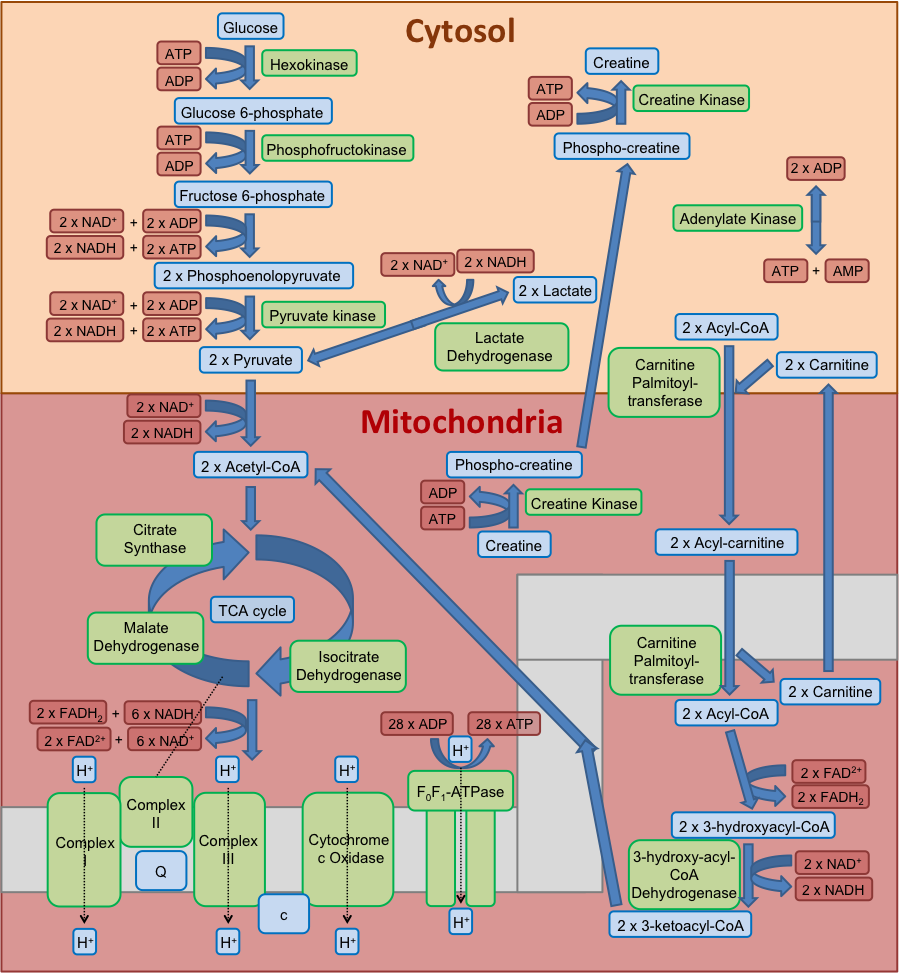 Cytosol
Glucose
ATP
ADP
Hexokinase
Glucose 6-phosphate
ATP
ADP
Phosphofructokinase
Fructose 6-phosphate
2 x NAD⁺ + 2 x ADP
2 x NADH + 2 x ATP
2 x Phosphoenolopyruvate
2 x NAD⁺ + 2 x ADP
2 x NADH + 2 x ATP
Pyruvate kinase
2 x Pyruvate
2 x NAD⁺
2 x NADH
2 x Lactate
Lactate
Dehydrogenase
Creatine
ATP
ADP
Creatine Kinase
Phospho-creatine
2 x ADP
Adenylate Kinase
ATP + AMP
2 x Acyl-CoA
Carnitine
Palmitoyl-
transferase
2 x Carnitine
Mitochondria
2 x NAD⁺
2 x NADH
2 x Acetyl-CoA
Phospho-creatine
ADP
ATP
Creatine Kinase
Creatine
2 x Acyl-carnitine
Citrate
Synthase
TCA cycle
Malate
Dehydrogenase
Isocitrate
Dehydrogenase
Carnitine
Palmitoyl-
transferase
2 x Carnitine
2 x Acyl-CoA
2 x FADH₂ + 6 x NADH
2 x FAD²⁺ + 6 x NAD⁺
28 x ADP
28 x ATP
H⁺
H⁺
H⁺
H⁺
2 x FAD²⁺
2 x FADH₂
F₀F₁-ATPase
2 x 3-hydroxyacyl-CoA
Complex
I
Complex
II
Complex
III
Cytochrome
c Oxidase
Q
c
3-hydroxy-acyl-
CoA
Dehydrogenase
2 x NAD⁺
2 x NADH
2 x 3-ketoacyl-CoA
H⁺
H⁺
H⁺
H⁺